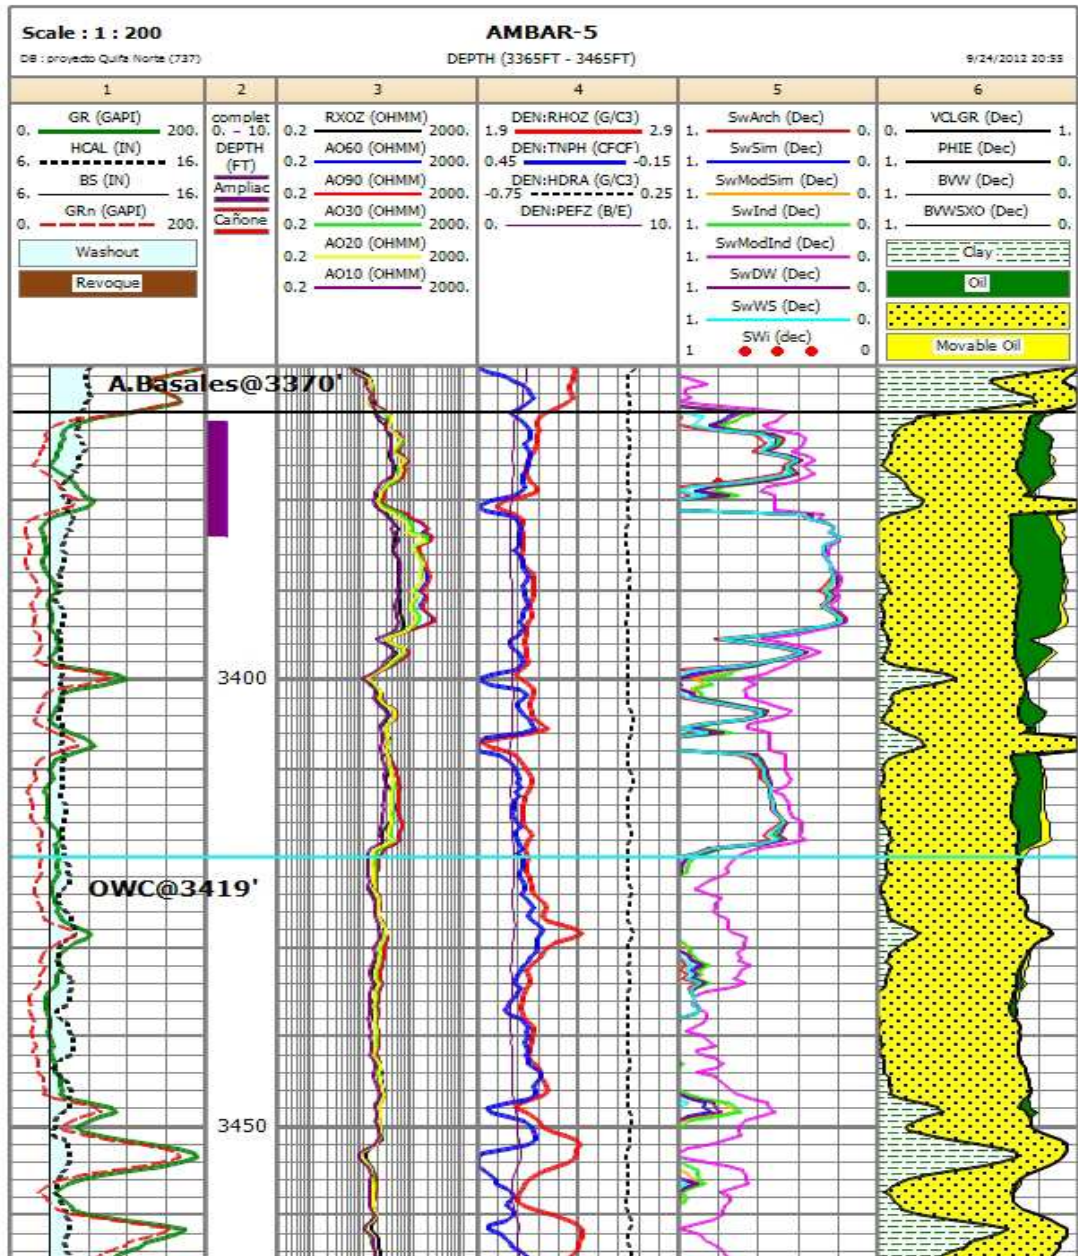 Scale : 1 : 200
AMBAR-5
DB : proyecto Quifa Norte (737)
DEPTH (3365FT - 3465FT)
9/24/2012 20:55
1 2 3 4 5 6
GR (GAPI)
0. 200.
HCAL (IN)
6. 16.
BS (IN)
6. 16.
GRn (GAPI)
0. 200.
Washout
Revoque
complet
0. - 10.
DEPTH
(FT)
Ampliac
Cañone
RXOZ (OHMM)
0.2 2000.
AO60 (OHMM)
0.2 2000.
AO90 (OHMM)
0.2 2000.
AO30 (OHMM)
0.2 2000.
AO20 (OHMM)
0.2 2000.
AO10 (OHMM)
0.2 2000.
DEN:RHOZ (G/C3)
1.9 2.9
DEN:TNPH (CFCF)
0.45 -0.15
DEN:HDRA (G/C3)
-0.75 0.25
DEN:PEFZ (B/E)
0. 10.
SwArch (Dec)
1. 0.
SwSim (Dec)
1. 0.
SwModSim (Dec)
1. 0.
SwInd (Dec)
1. 0.
SwModInd (Dec)
1. 0.
SwDW (Dec)
1. 0.
SwWS (Dec)
1. 0.
SWi (dec)
1 0
VCLGR (Dec)
0. 1.
PHIE (Dec)
1. 0.
BVW (Dec)
1. 0.
BVWSXO (Dec)
1. 0.
Clay
Oil
Movable Oil
A.Basales@3370'
3400
OWC@3419'
3450